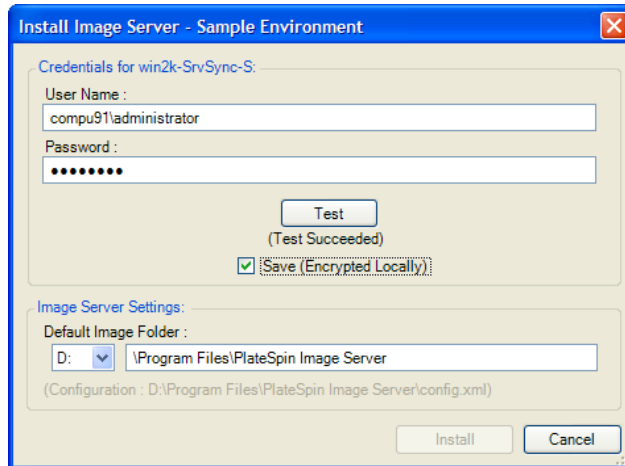 Install Image Server - Sample Environment
Credentials for win2k-SrvSync-S:
User Name :
compu91\administrator
Password :
••••••••
Test
(Test Succeeded)
Save (Encrypted Locally)
Image Server Settings:
Default Image Folder :
D: \Program Files\PlateSpin Image Server
(Configuration : D:\Program Files\PlateSpin Image Server\config.xml)
Install Cancel